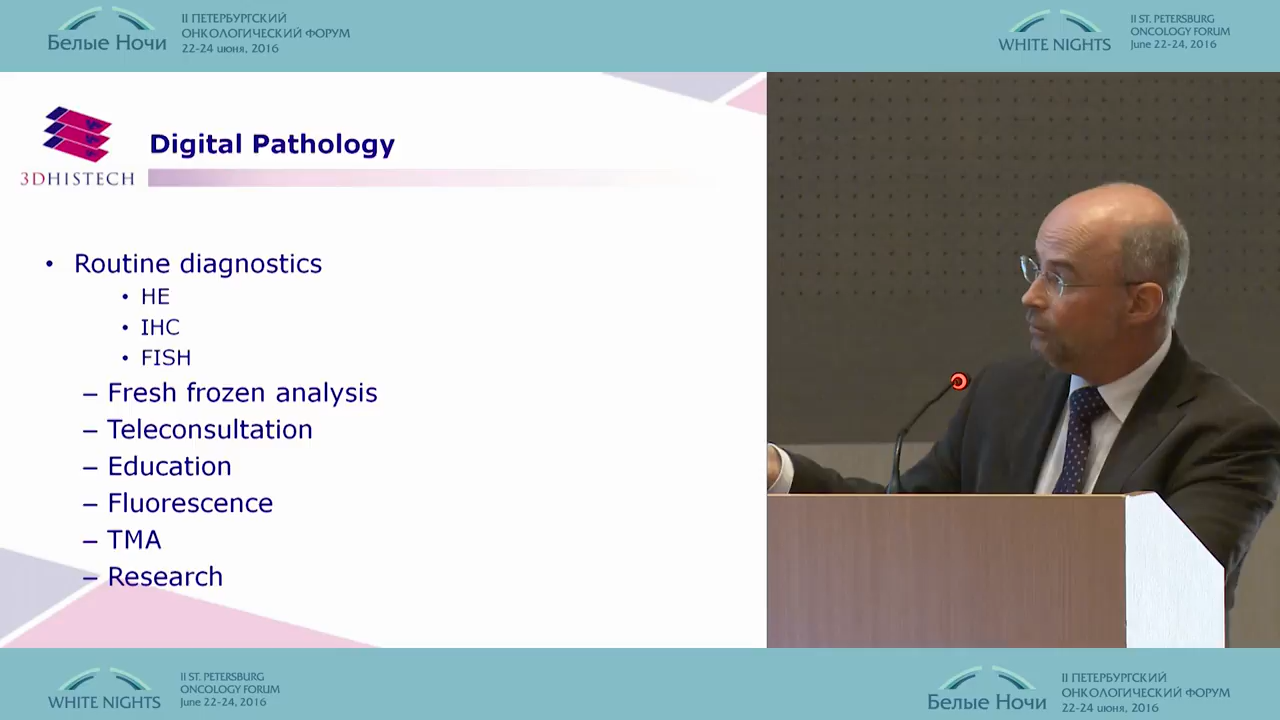 Белые Ночи
II ПЕТЕРБУРГСКИЙ
ОНКОЛОГИЧЕСКИЙ ФОРУМ
22-24 июня, 2016
WHITE NIGHTS
II ST. PETERSBURG
ONCOLOGY FORUM
June 22-24, 2016
3DHISTECH
Digital Pathology
• Routine diagnostics
• HE
• IHC
• FISH
– Fresh frozen analysis
– Teleconsultation
– Education
– Fluorescence
– TMA
– Research
WHITE NIGHTS
II ST. PETERSBURG
ONCOLOGY FORUM
June 22-24, 2016
Белые Ночи
II ПЕТЕРБУРГСКИЙ
ОНКОЛОГИЧЕСКИЙ ФОРУМ
22-24 июня, 2016